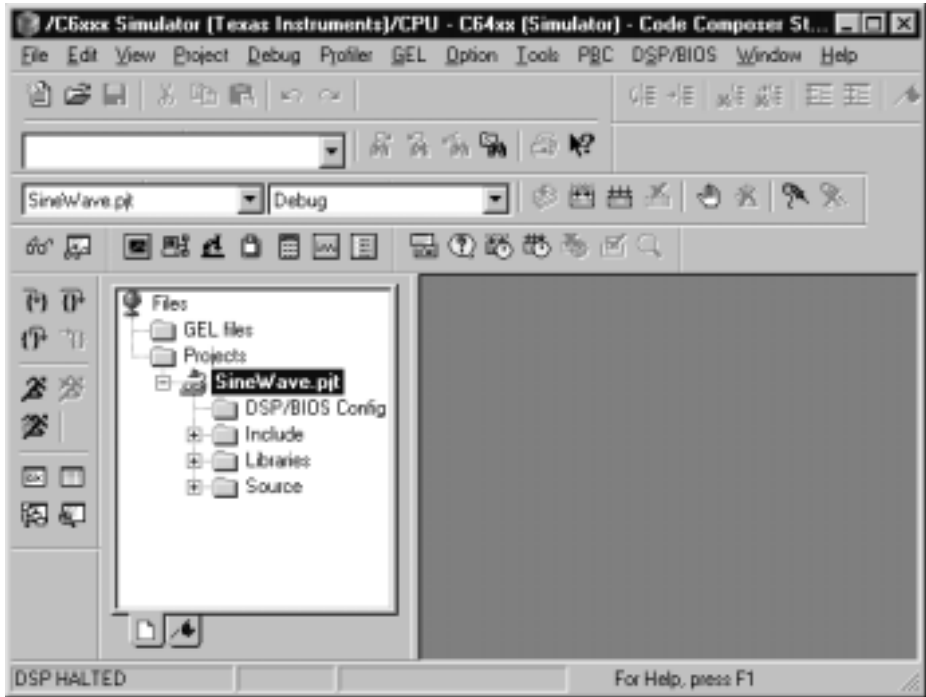 /C6xxx Simulator (Texas Instruments)/CPU - C64xx (Simulator) - Code Composer St...
File Edit View Project Debug Profiler GEL Option Tools PBC DSP/BIOS Window Help
SineWave.pjt Debug
Files
GEL files
Projects
SineWave.pjt
DSP/BIOS Config
Include
Libraries
Source
DSP HALTED For Help, press F1